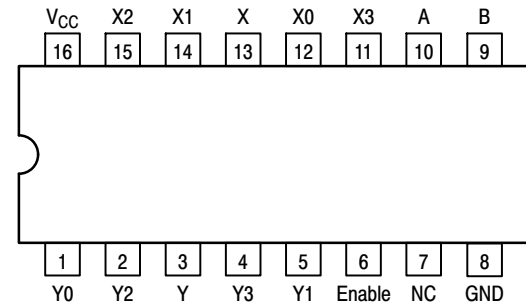 VCC X2 X1 X X0 X3 A B
16 15 14 13 12 11 10 9
1 2 3 4 5 6 7 8
Y0 Y2 Y Y3 Y1 Enable NC GND